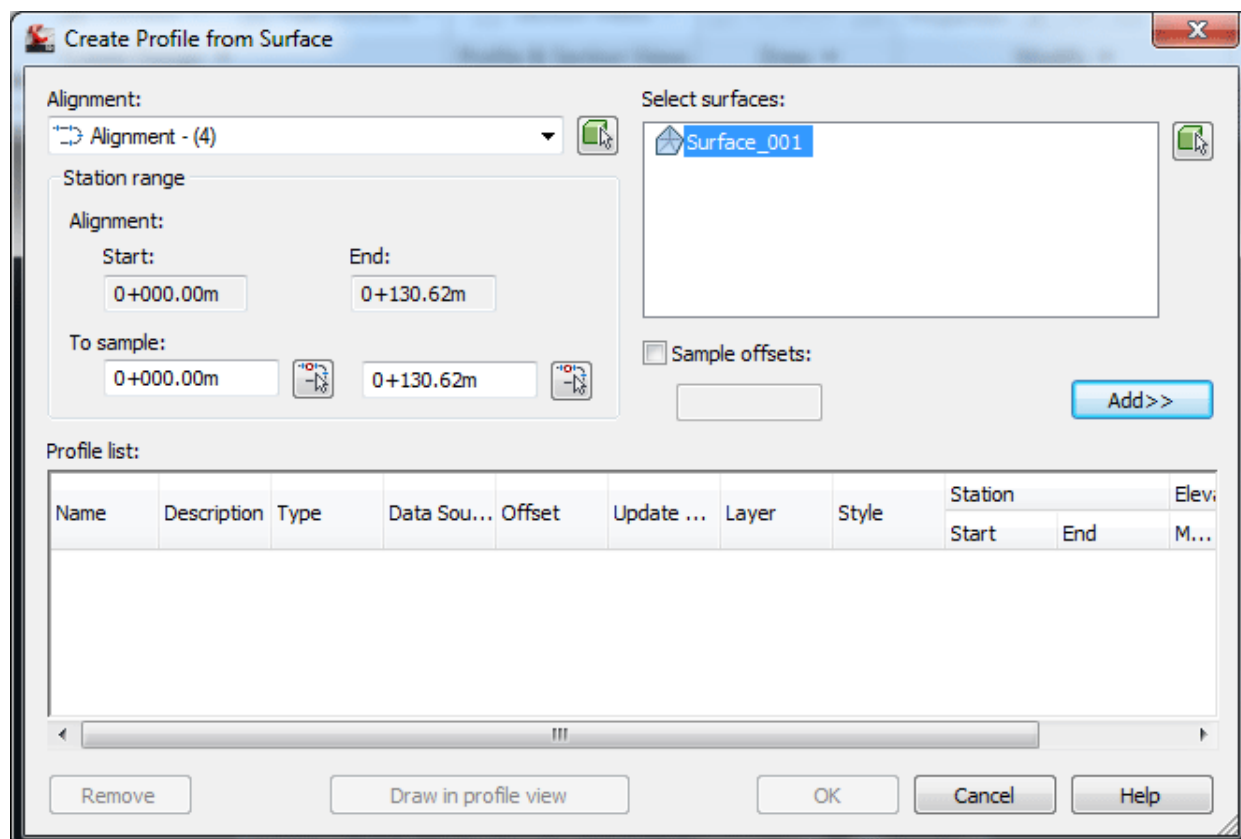 Create Profile from Surface
Alignment:
Alignment - (4)
Select surfaces:
Surface_001
Station range
Alignment:
Start:
End:
0+000.00m
0+130.62m
To sample:
0+000.00m
0+130.62m
Sample offsets:
Add>>
Profile list:
Name
Description
Type
Data Sou...
Offset
Update ...
Layer
Style
Station
Start
End
Eleva
M...
Remove
Draw in profile view
OK
Cancel
Help